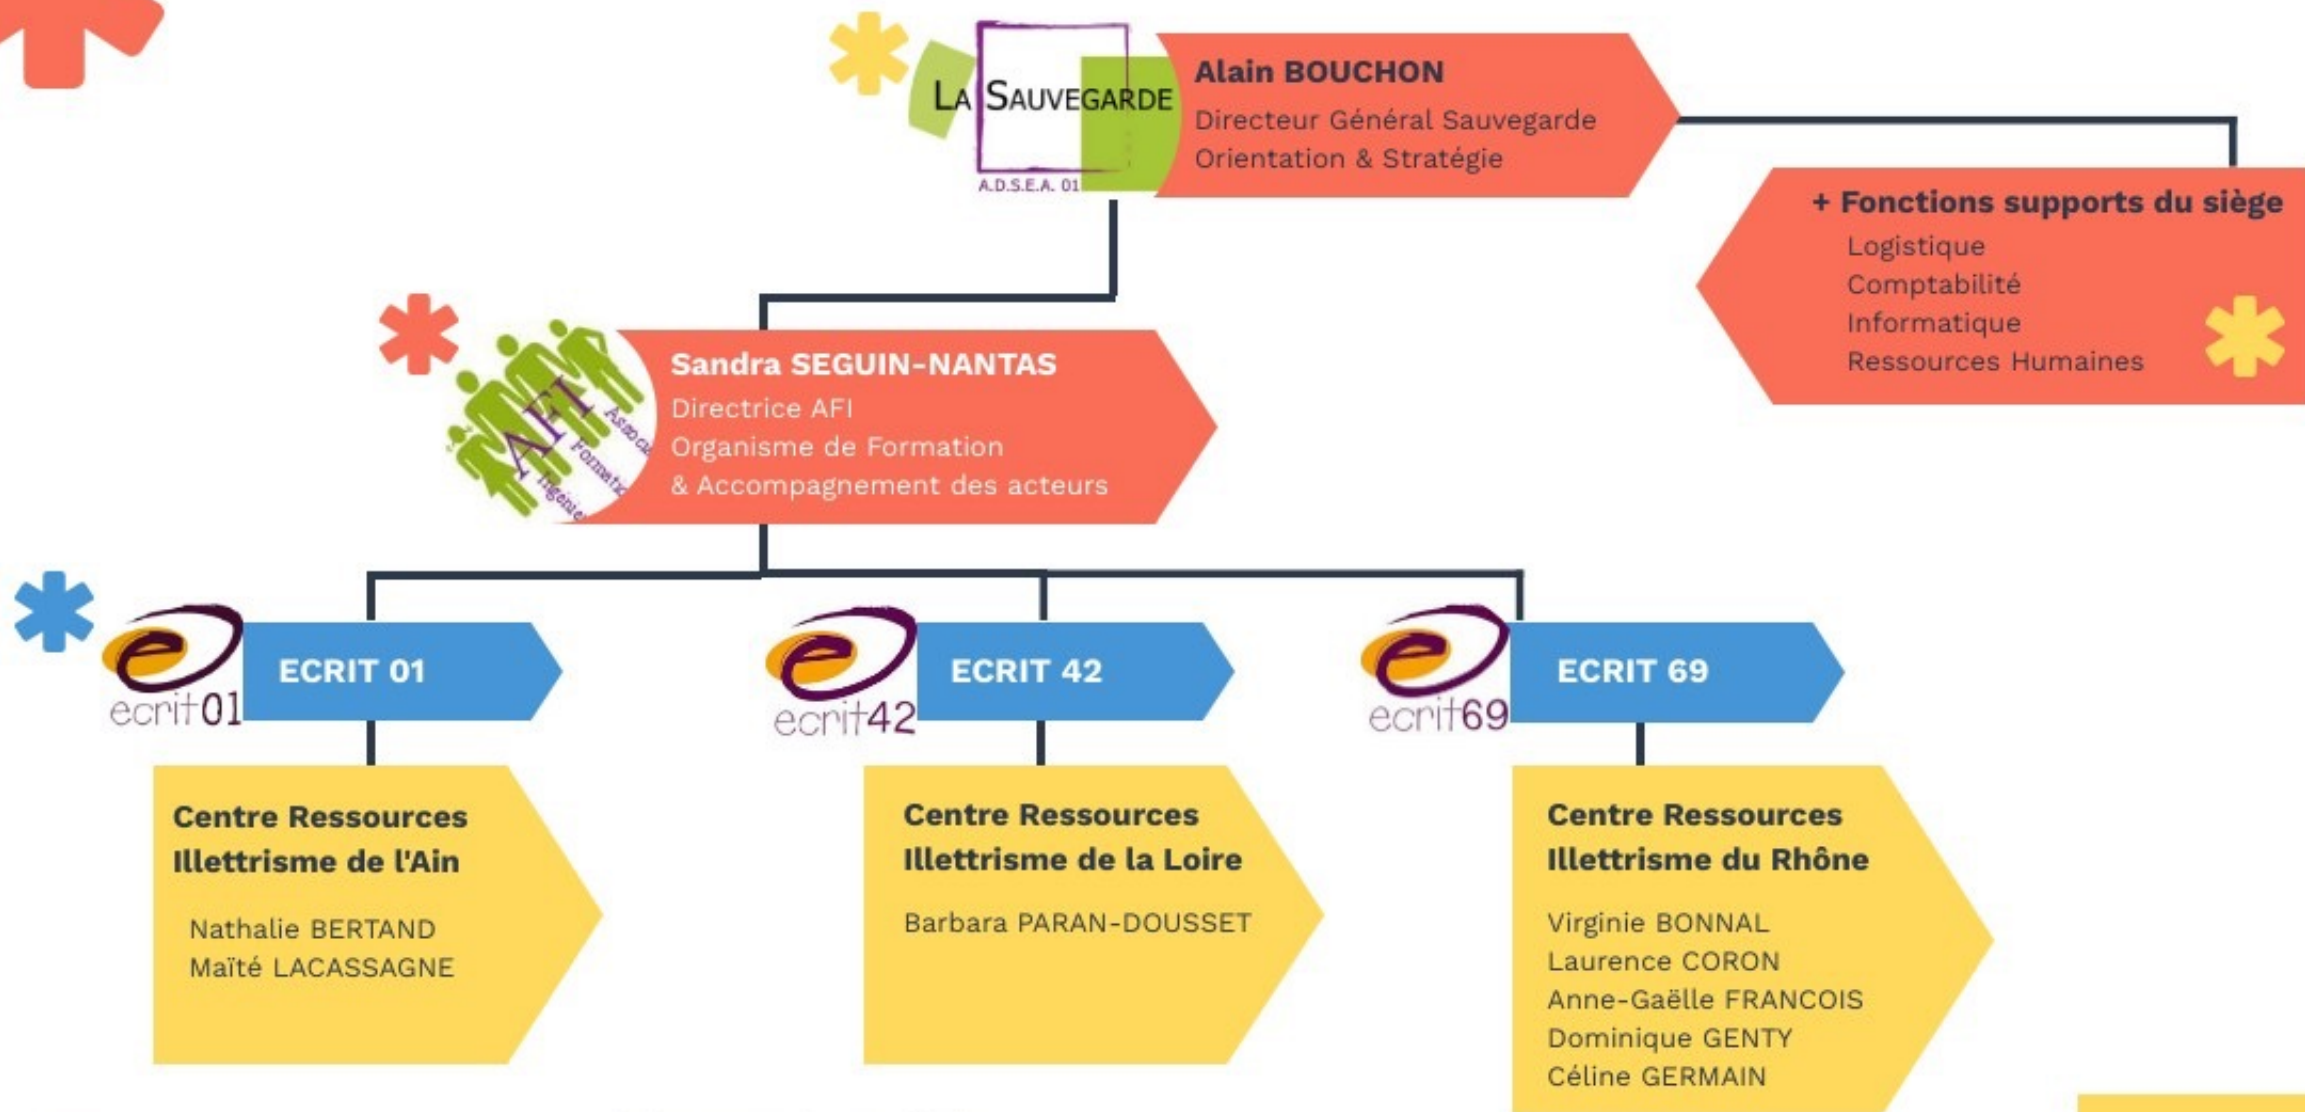 LA SAUVEGARDE
A.D.S.E.A. 01
Alain BOUCHON
Directeur Général Sauvegarde
Orientation & Stratégie
+ Fonctions supports du siège
Logistique
Comptabilité
Informatique
Ressources Humaines
AFI
Sandra SEGUIN-NANTAS
Directrice AFI
Organisme de Formation
& Accompagnement des acteurs
ecrit01
ECRIT 01
ecrit42
ECRIT 42
ecrit69
ECRIT 69
Centre Ressources
Illettrisme de l'Ain
Nathalie BERTAND
Maïté LACASSAGNE
Centre Ressources
Illettrisme de la Loire
Barbara PARAN-DOUSSET
Centre Ressources
Illettrisme du Rhône
Virginie BONNAL
Laurence CORON
Anne-Gaëlle FRANCOIS
Dominique GENTY
Céline GERMAIN